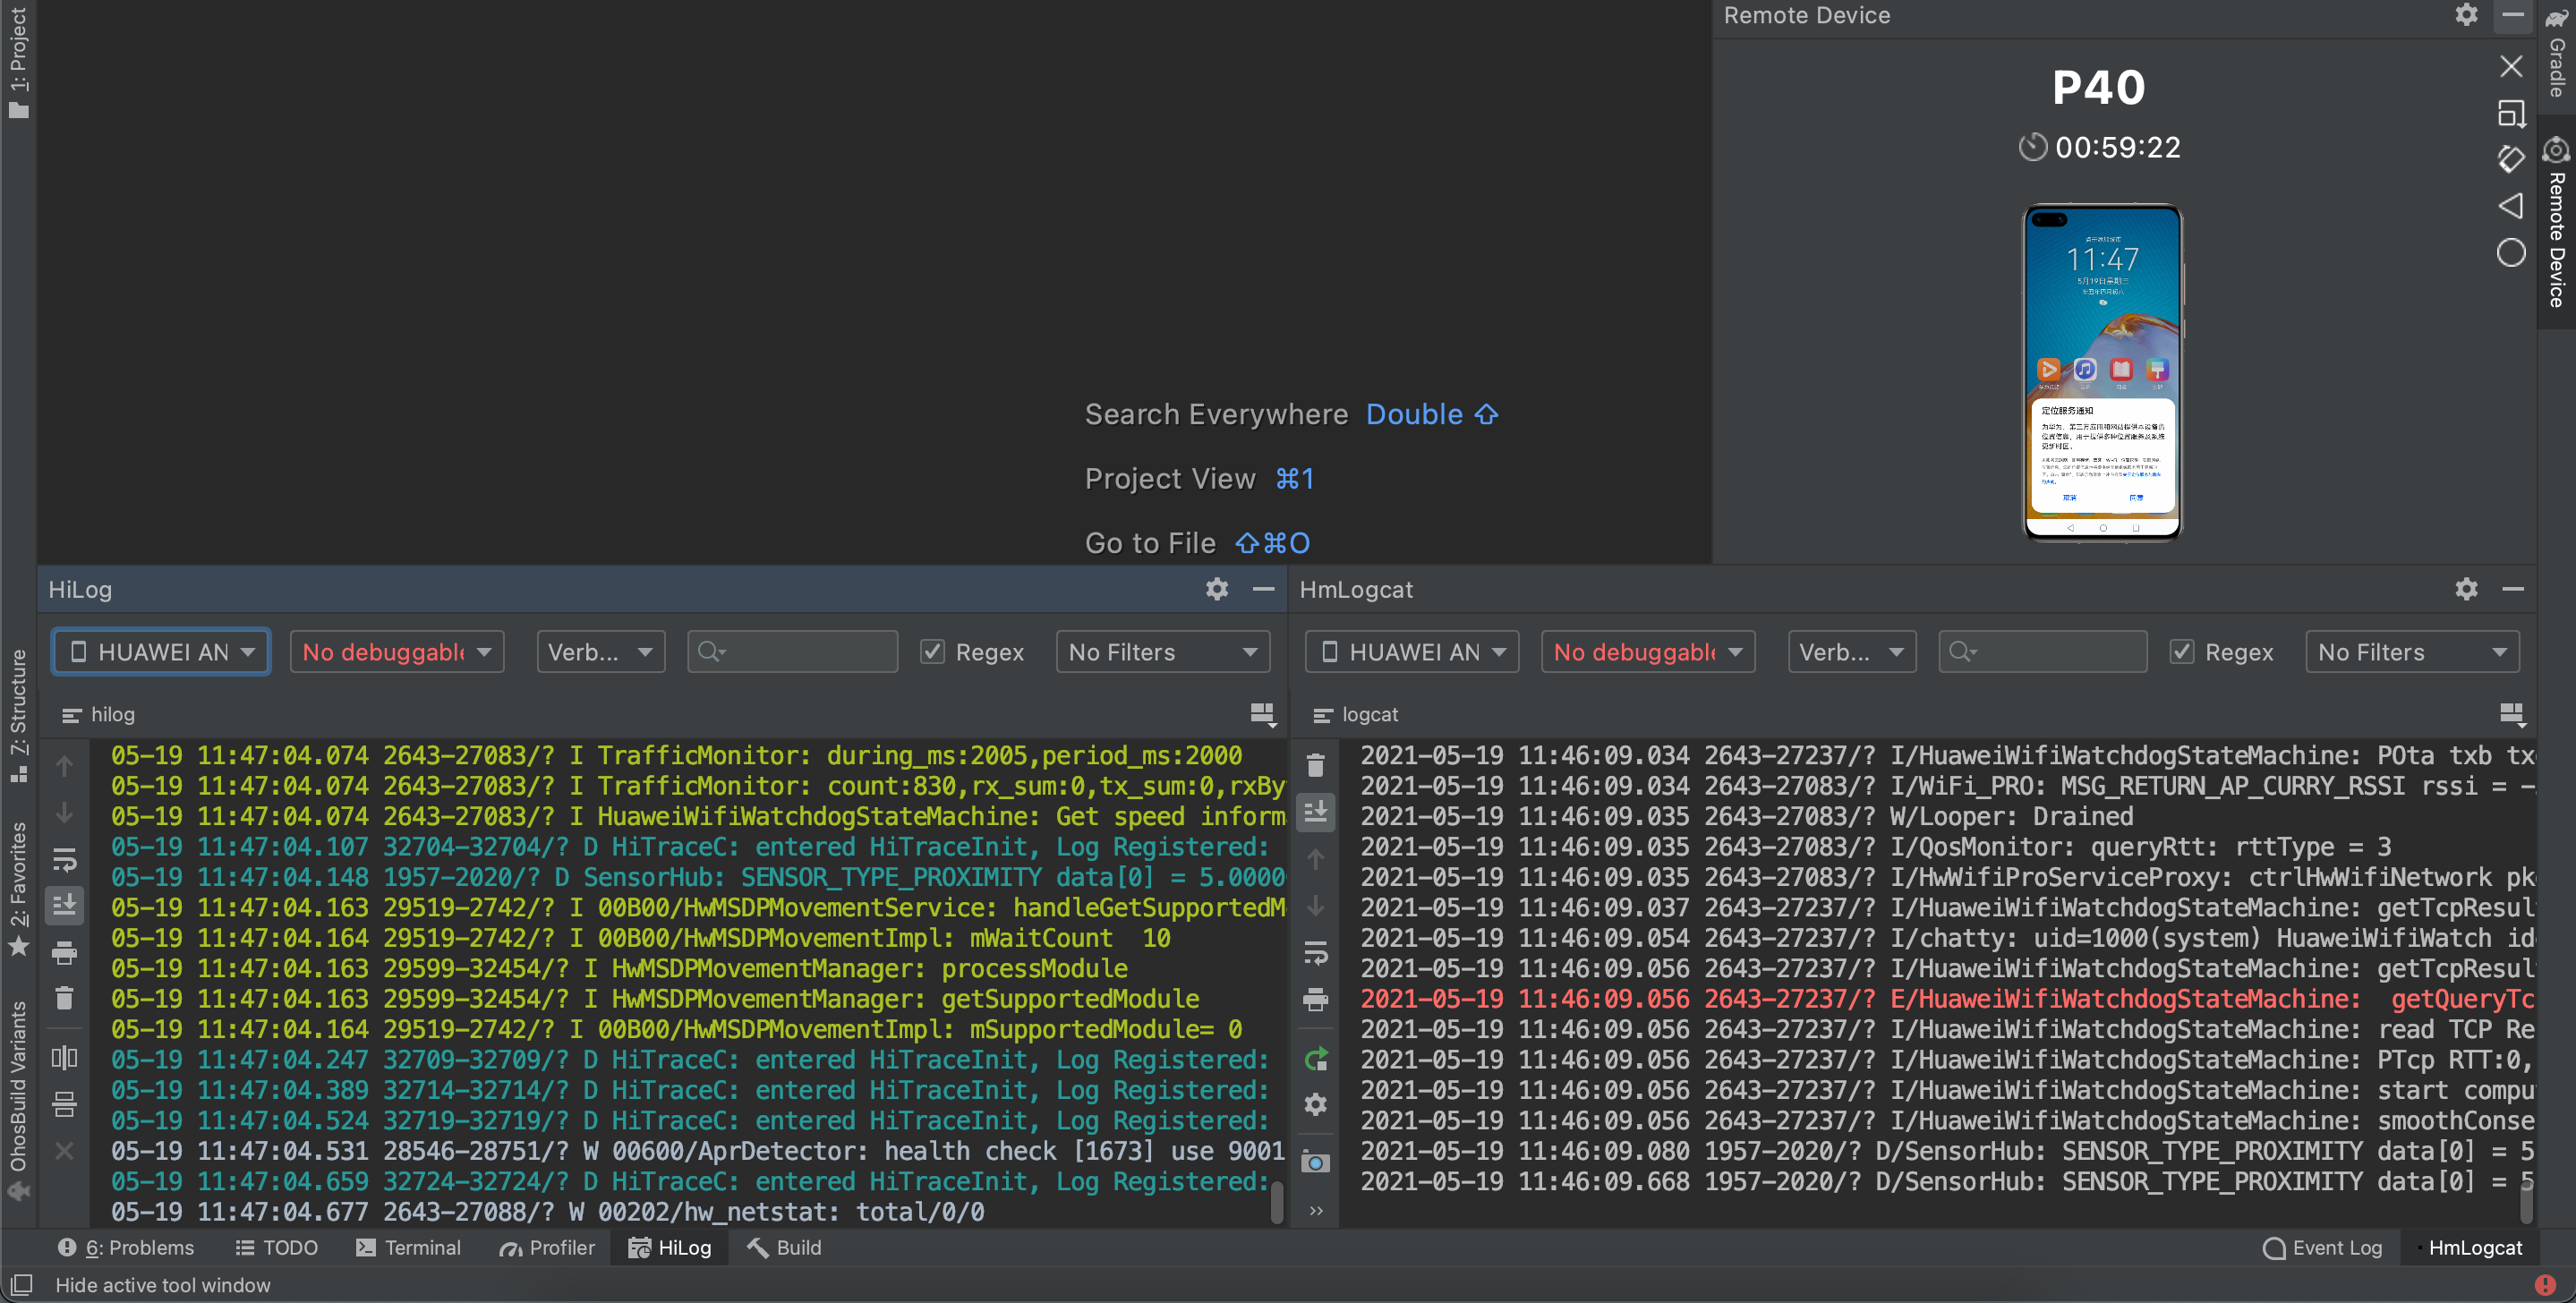 1: Project
Remote Device
P40
00:59:22
11:47
5月19日星期三
定位服务通知
取消 同意
Gradle
Remote Device
Search Everywhere Double ⇧
Project View ⌘1
Go to File ⇧⌘O
HiLog
HUAWEI AN
No debuggable
Verb...
Regex
No Filters
hilog
05-19 11:47:04.074 2643-27083/? I TrafficMonitor: during_ms:2005,period_ms:2000
05-19 11:47:04.074 2643-27083/? I TrafficMonitor: count:830,rx_sum:0,tx_sum:0,rxBy
05-19 11:47:04.074 2643-27083/? I HuaweiWifiWatchdogStateMachine: Get speed inform
05-19 11:47:04.107 32704-32704/? D HiTraceC: entered HiTraceInit, Log Registered:
05-19 11:47:04.148 1957-2020/? D SensorHub: SENSOR_TYPE_PROXIMITY data[0] = 5.0000
05-19 11:47:04.163 29519-2742/? I 00B00/HwMSDPMovementService: handleGetSupportedM
05-19 11:47:04.164 29519-2742/? I 00B00/HwMSDPMovementImpl: mWaitCount  10
05-19 11:47:04.163 29599-32454/? I HwMSDPMovementManager: processModule
05-19 11:47:04.163 29599-32454/? I HwMSDPMovementManager: getSupportedModule
05-19 11:47:04.164 29519-2742/? I 00B00/HwMSDPMovementImpl: mSupportedModule= 0
05-19 11:47:04.247 32709-32709/? D HiTraceC: entered HiTraceInit, Log Registered:
05-19 11:47:04.389 32714-32714/? D HiTraceC: entered HiTraceInit, Log Registered:
05-19 11:47:04.524 32719-32719/? D HiTraceC: entered HiTraceInit, Log Registered:
05-19 11:47:04.531 28546-28751/? W 00600/AprDetector: health check [1673] use 9001
05-19 11:47:04.659 32724-32724/? D HiTraceC: entered HiTraceInit, Log Registered:
05-19 11:47:04.677 2643-27088/? W 00202/hw_netstat: total/0/0
HmLogcat
HUAWEI AN
No debuggable
Verb...
Regex
No Filters
logcat
2021-05-19 11:46:09.034 2643-27237/? I/HuaweiWifiWatchdogStateMachine: POta txb tx
2021-05-19 11:46:09.034 2643-27083/? I/WiFi_PRO: MSG_RETURN_AP_CURRY_RSSI rssi = -
2021-05-19 11:46:09.035 2643-27083/? W/Looper: Drained
2021-05-19 11:46:09.035 2643-27083/? I/QosMonitor: queryRtt: rttType = 3
2021-05-19 11:46:09.035 2643-27083/? I/HwWifiProServiceProxy: ctrlHwWifiNetwork pk
2021-05-19 11:46:09.037 2643-27237/? I/HuaweiWifiWatchdogStateMachine: getTcpResul
2021-05-19 11:46:09.054 2643-27237/? I/chatty: uid=1000(system) HuaweiWifiWatch id
2021-05-19 11:46:09.056 2643-27237/? I/HuaweiWifiWatchdogStateMachine: getTcpResul
2021-05-19 11:46:09.056 2643-27237/? E/HuaweiWifiWatchdogStateMachine:  getQueryTc
2021-05-19 11:46:09.056 2643-27237/? I/HuaweiWifiWatchdogStateMachine: read TCP Re
2021-05-19 11:46:09.056 2643-27237/? I/HuaweiWifiWatchdogStateMachine: PTcp RTT:0,
2021-05-19 11:46:09.056 2643-27237/? I/HuaweiWifiWatchdogStateMachine: start compu
2021-05-19 11:46:09.056 2643-27237/? I/HuaweiWifiWatchdogStateMachine: smoothConse
2021-05-19 11:46:09.080 1957-2020/? D/SensorHub: SENSOR_TYPE_PROXIMITY data[0] = 5
2021-05-19 11:46:09.668 1957-2020/? D/SensorHub: SENSOR_TYPE_PROXIMITY data[0] = 5
7: Structure
2: Favorites
OhosBuild Variants
6: Problems
TODO
Terminal
Profiler
HiLog
Build
Event Log
HmLogcat
Hide active tool window